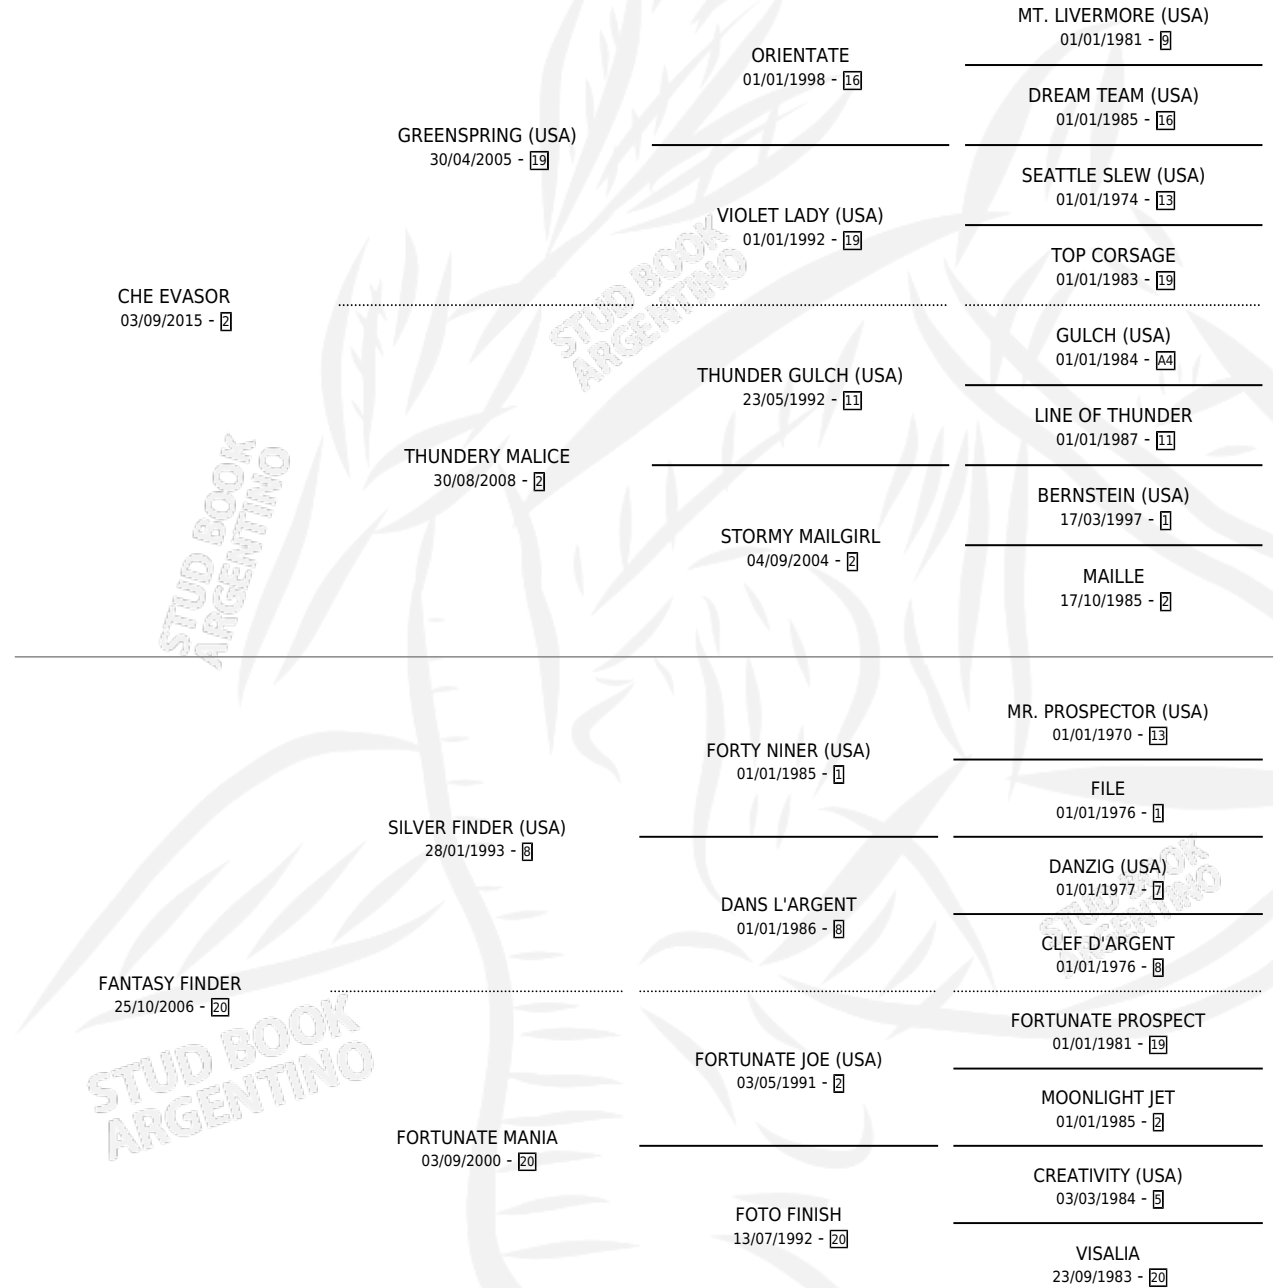 MT. LIVERMORE (USA)
01/01/1981 - 9
ORIENTATE
01/01/1998 - 16
DREAM TEAM (USA)
01/01/1985 - 16
GREENSPRING (USA)
30/04/2005 - 19
SEATTLE SLEW (USA)
01/01/1974 - 13
VIOLET LADY (USA)
01/01/1992 - 19
TOP CORSAGE
01/01/1983 - 19
CHE EVASOR
03/09/2015 - 2
STUD BOOK
ARGENTINO
GULCH (USA)
01/01/1984 - A4
THUNDER GULCH (USA)
23/05/1992 - 11
LINE OF THUNDER
01/01/1987 - 11
THUNDERY MALICE
30/08/2008 - 2
BERNSTEIN (USA)
17/03/1997 - 1
STORMY MAILGIRL
04/09/2004 - 2
MAILLE
17/10/1985 - 2
STUD BOOK
ARGENTINO
MR. PROSPECTOR (USA)
01/01/1970 - 13
FORTY NINER (USA)
01/01/1985 - 1
FILE
01/01/1976 - 1
SILVER FINDER (USA)
28/01/1993 - 8
DANZIG (USA)
01/01/1977 - 7
DANS L'ARGENT
01/01/1986 - 8
CLEF D'ARGENT
01/01/1976 - 8
STUD BOOK
ARGENTINO
FANTASY FINDER
25/10/2006 - 20
FORTUNATE PROSPECT
01/01/1981 - 19
FORTUNATE JOE (USA)
03/05/1991 - 2
MOONLIGHT JET
01/01/1985 - 2
STUD BOOK
ARGENTINO
FORTUNATE MANIA
03/09/2000 - 20
CREATIVITY (USA)
03/03/1984 - 5
FOTO FINISH
13/07/1992 - 20
VISALIA
23/09/1983 - 20